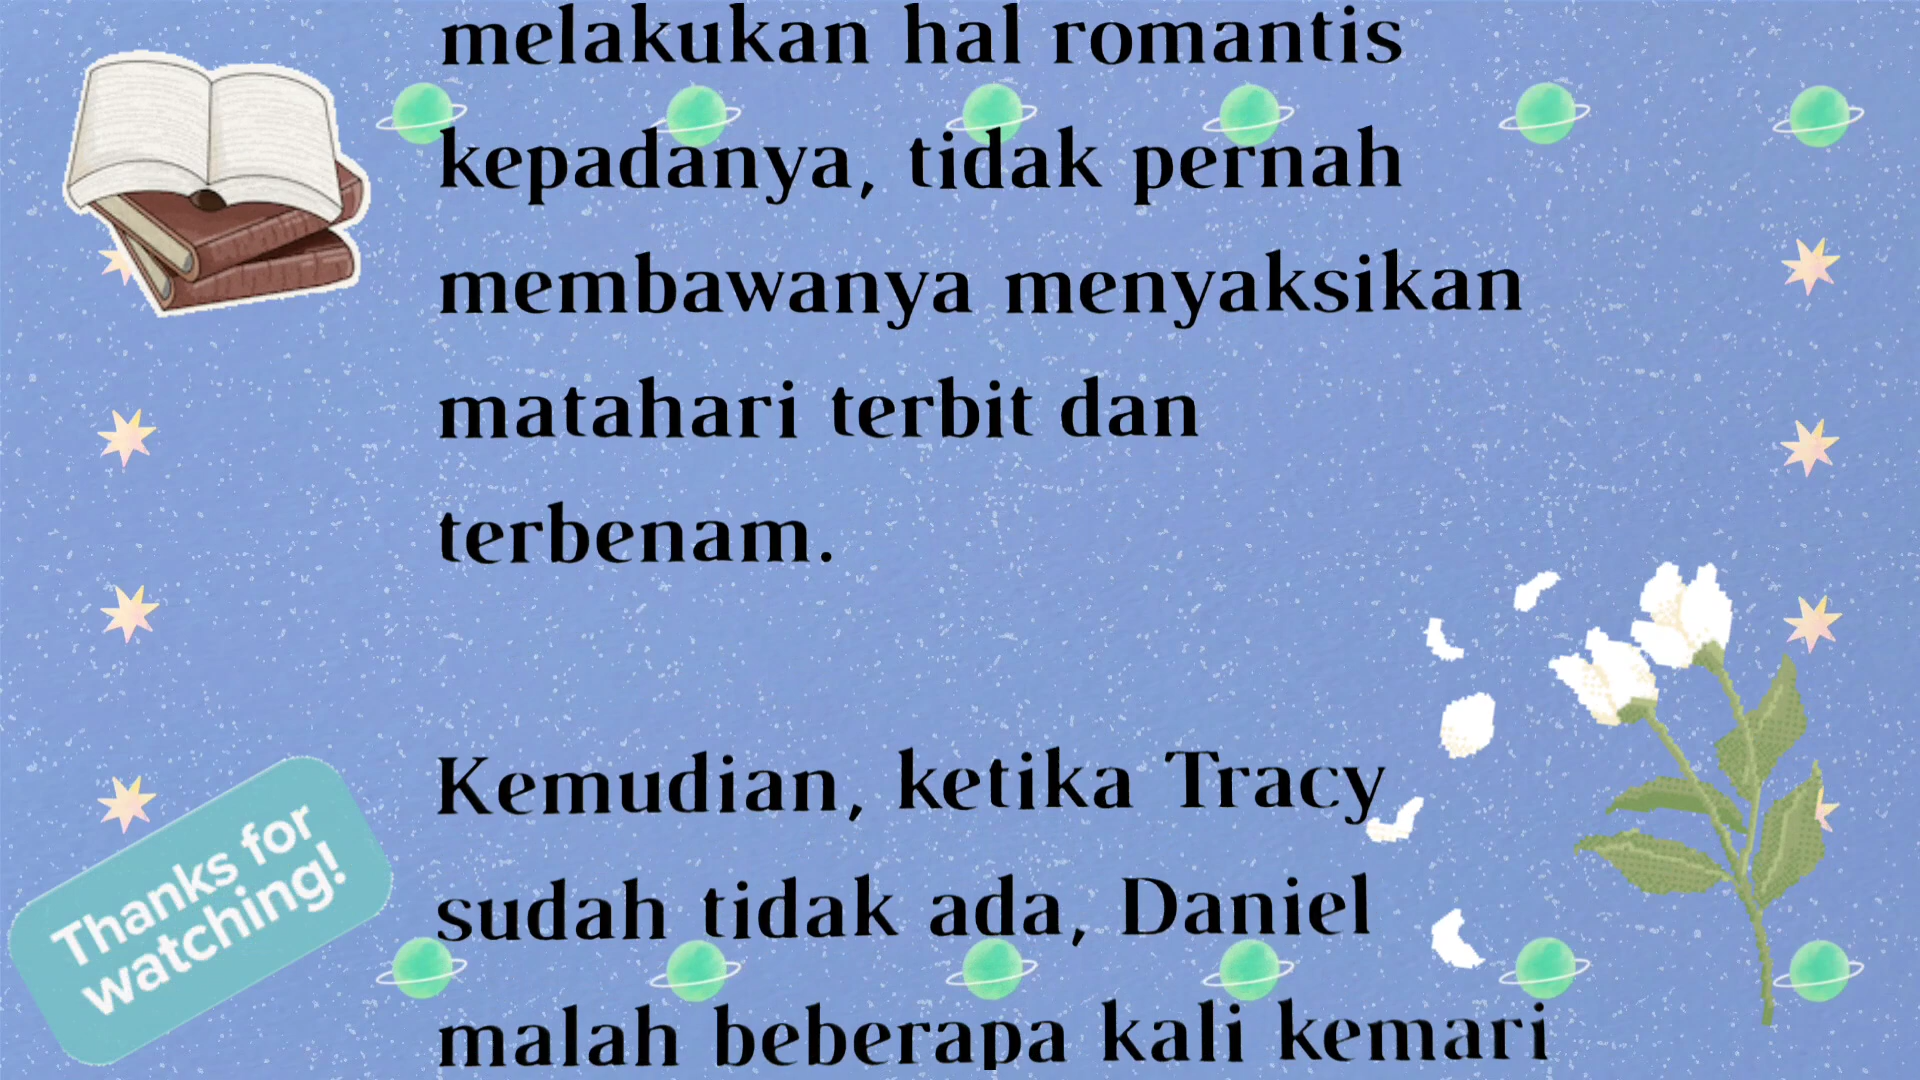 melakukan hal romantis
kepadanya, tidak pernah
membawanya menyaksikan
matahari terbit dan
terbenam.
Kemudian, ketika Tracy
sudah tidak ada, Daniel
malah beberapa kali kemari
Thanks for
watching!